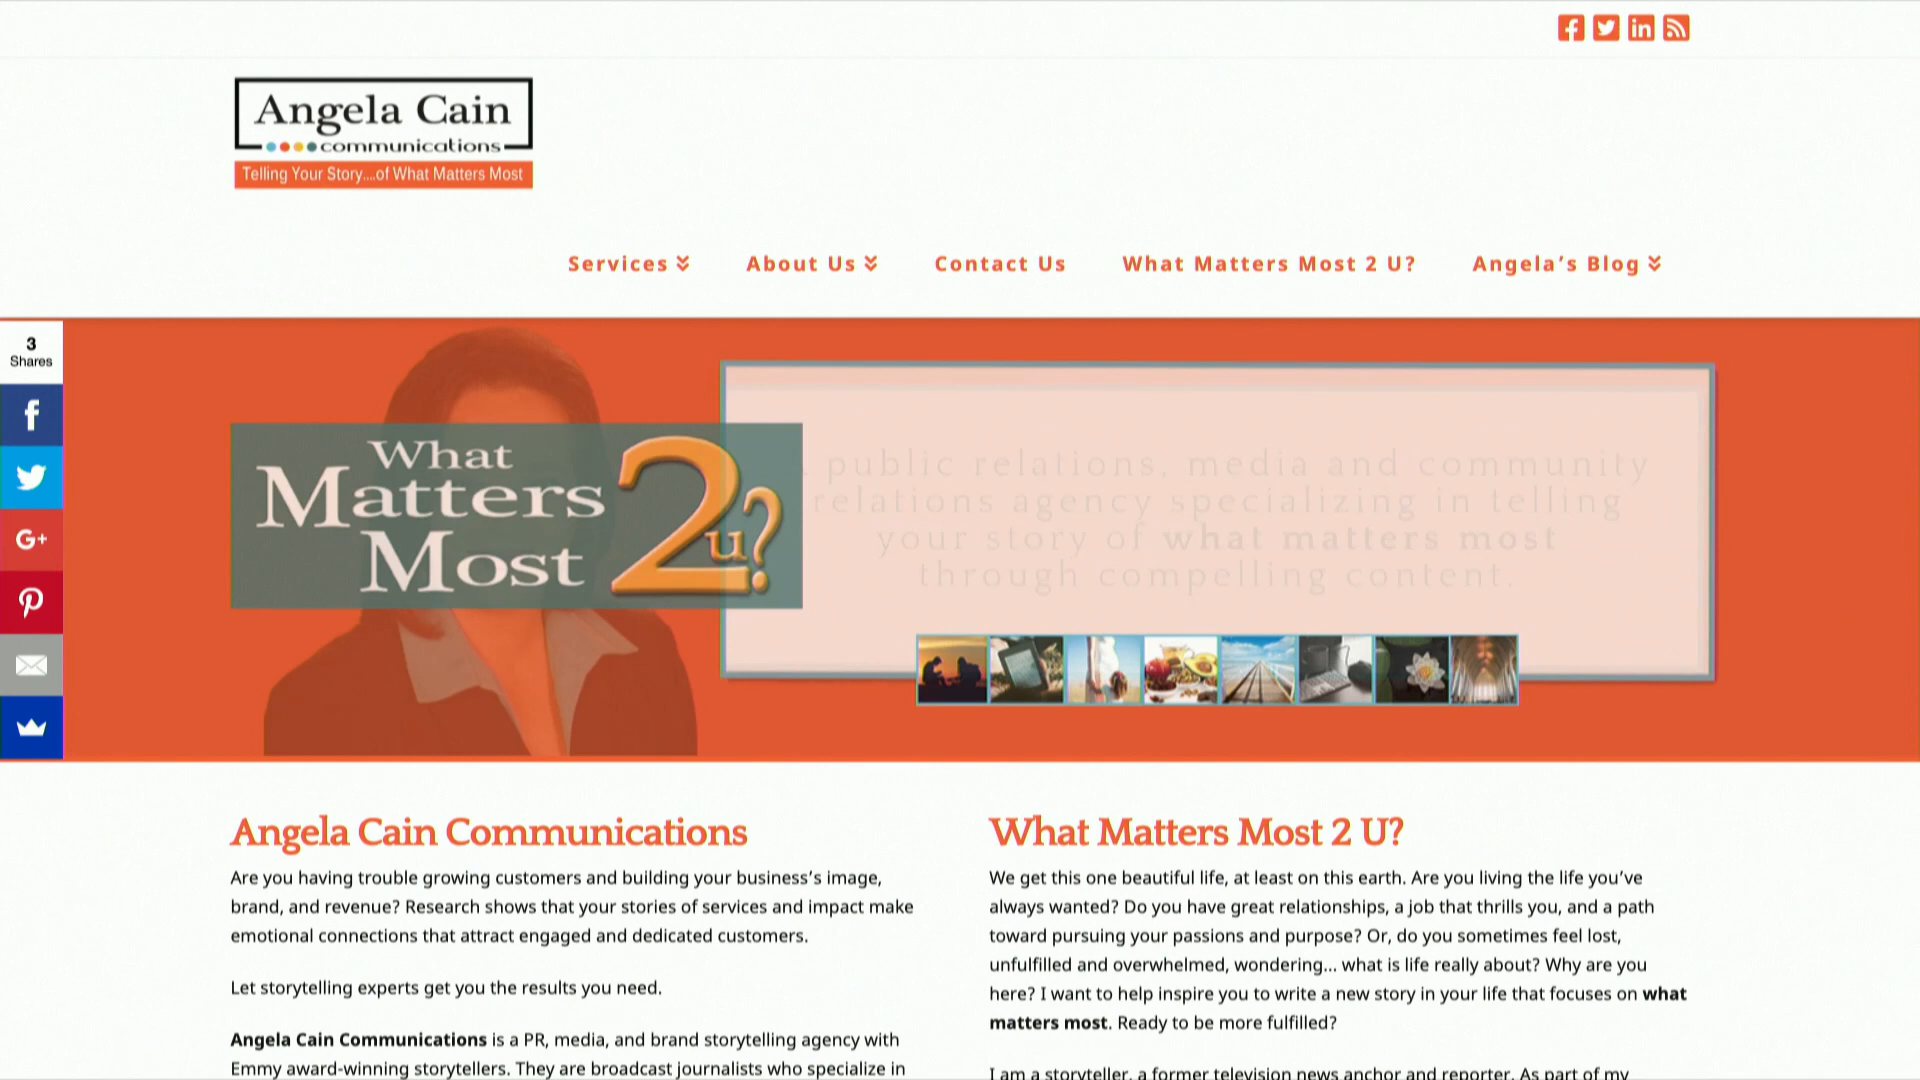 Angela Cain
communications
Telling Your Story....of What Matters Most
Services
About Us
Contact Us
What Matters Most 2 U?
Angela’s Blog
3
Shares
What
Matters
Most
2
u?
public relations, media and community
relations agency specializing in telling
your story of what matters most
through compelling content.
Angela Cain Communications
Are you having trouble growing customers and building your business’s image,
brand, and revenue? Research shows that your stories of services and impact make
emotional connections that attract engaged and dedicated customers.
Let storytelling experts get you the results you need.
Angela Cain Communications is a PR, media, and brand storytelling agency with
Emmy award-winning storytellers. They are broadcast journalists who specialize in
What Matters Most 2 U?
We get this one beautiful life, at least on this earth. Are you living the life you’ve
always wanted? Do you have great relationships, a job that thrills you, and a path
toward pursuing your passions and purpose? Or, do you sometimes feel lost,
unfulfilled and overwhelmed, wondering... what is life really about? Why are you
here? I want to help inspire you to write a new story in your life that focuses on what
matters most. Ready to be more fulfilled?
I am a storyteller, a former television news anchor and reporter. As part of my